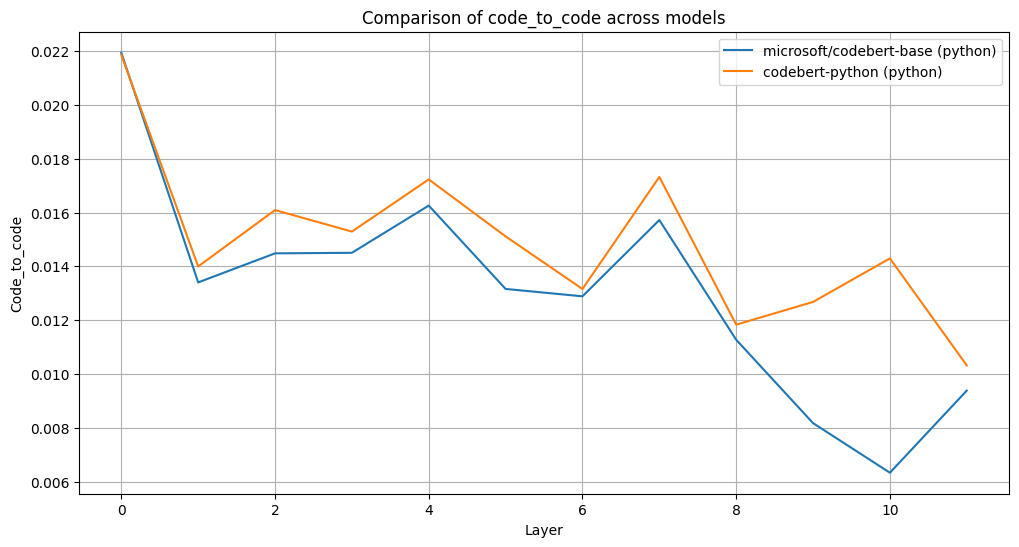 Comparison of code_to_code across models
microsoft/codebert-base (python)
codebert-python (python)
Code_to_code
0.022
0.020
0.018
0.016
0.014
0.012
0.010
0.008
0.006
0 2 4 6 8 10
Layer